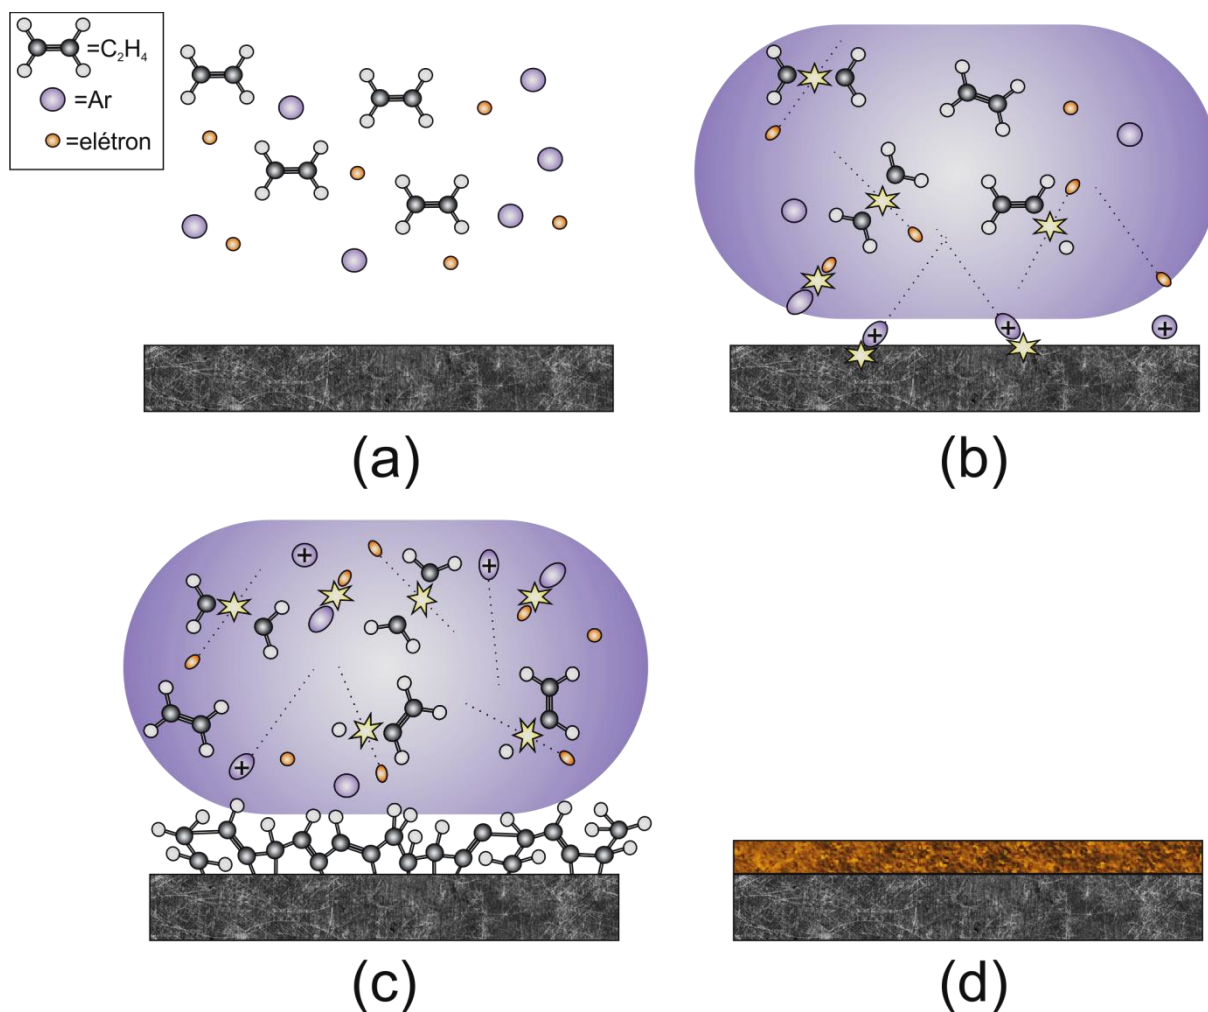 =C₂H₄
=Ar
=elétron
+
+
+
(a)
(b)
+
+
+
(c)
(d)